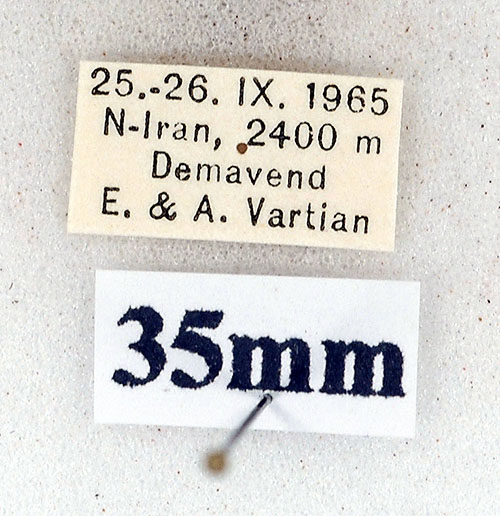 25.-26. IX. 1965
N-Iran, 2400 m
Demavend
E. & A. Vartian
35mm